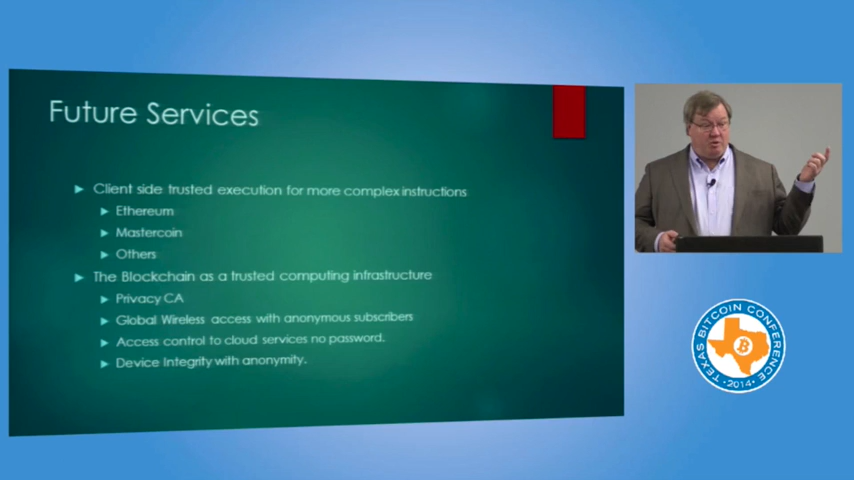 Future Services
Client side trusted execution for more complex instructions
Ethereum
Mastercoin
Others
The Blockchain as a trusted computing infrastructure
Privacy CA
Global Wireless access with anonymous subscribers
Access control to cloud services no password.
Device Integrity with anonymity.
TEXAS BITCOIN CONFERENCE
2014